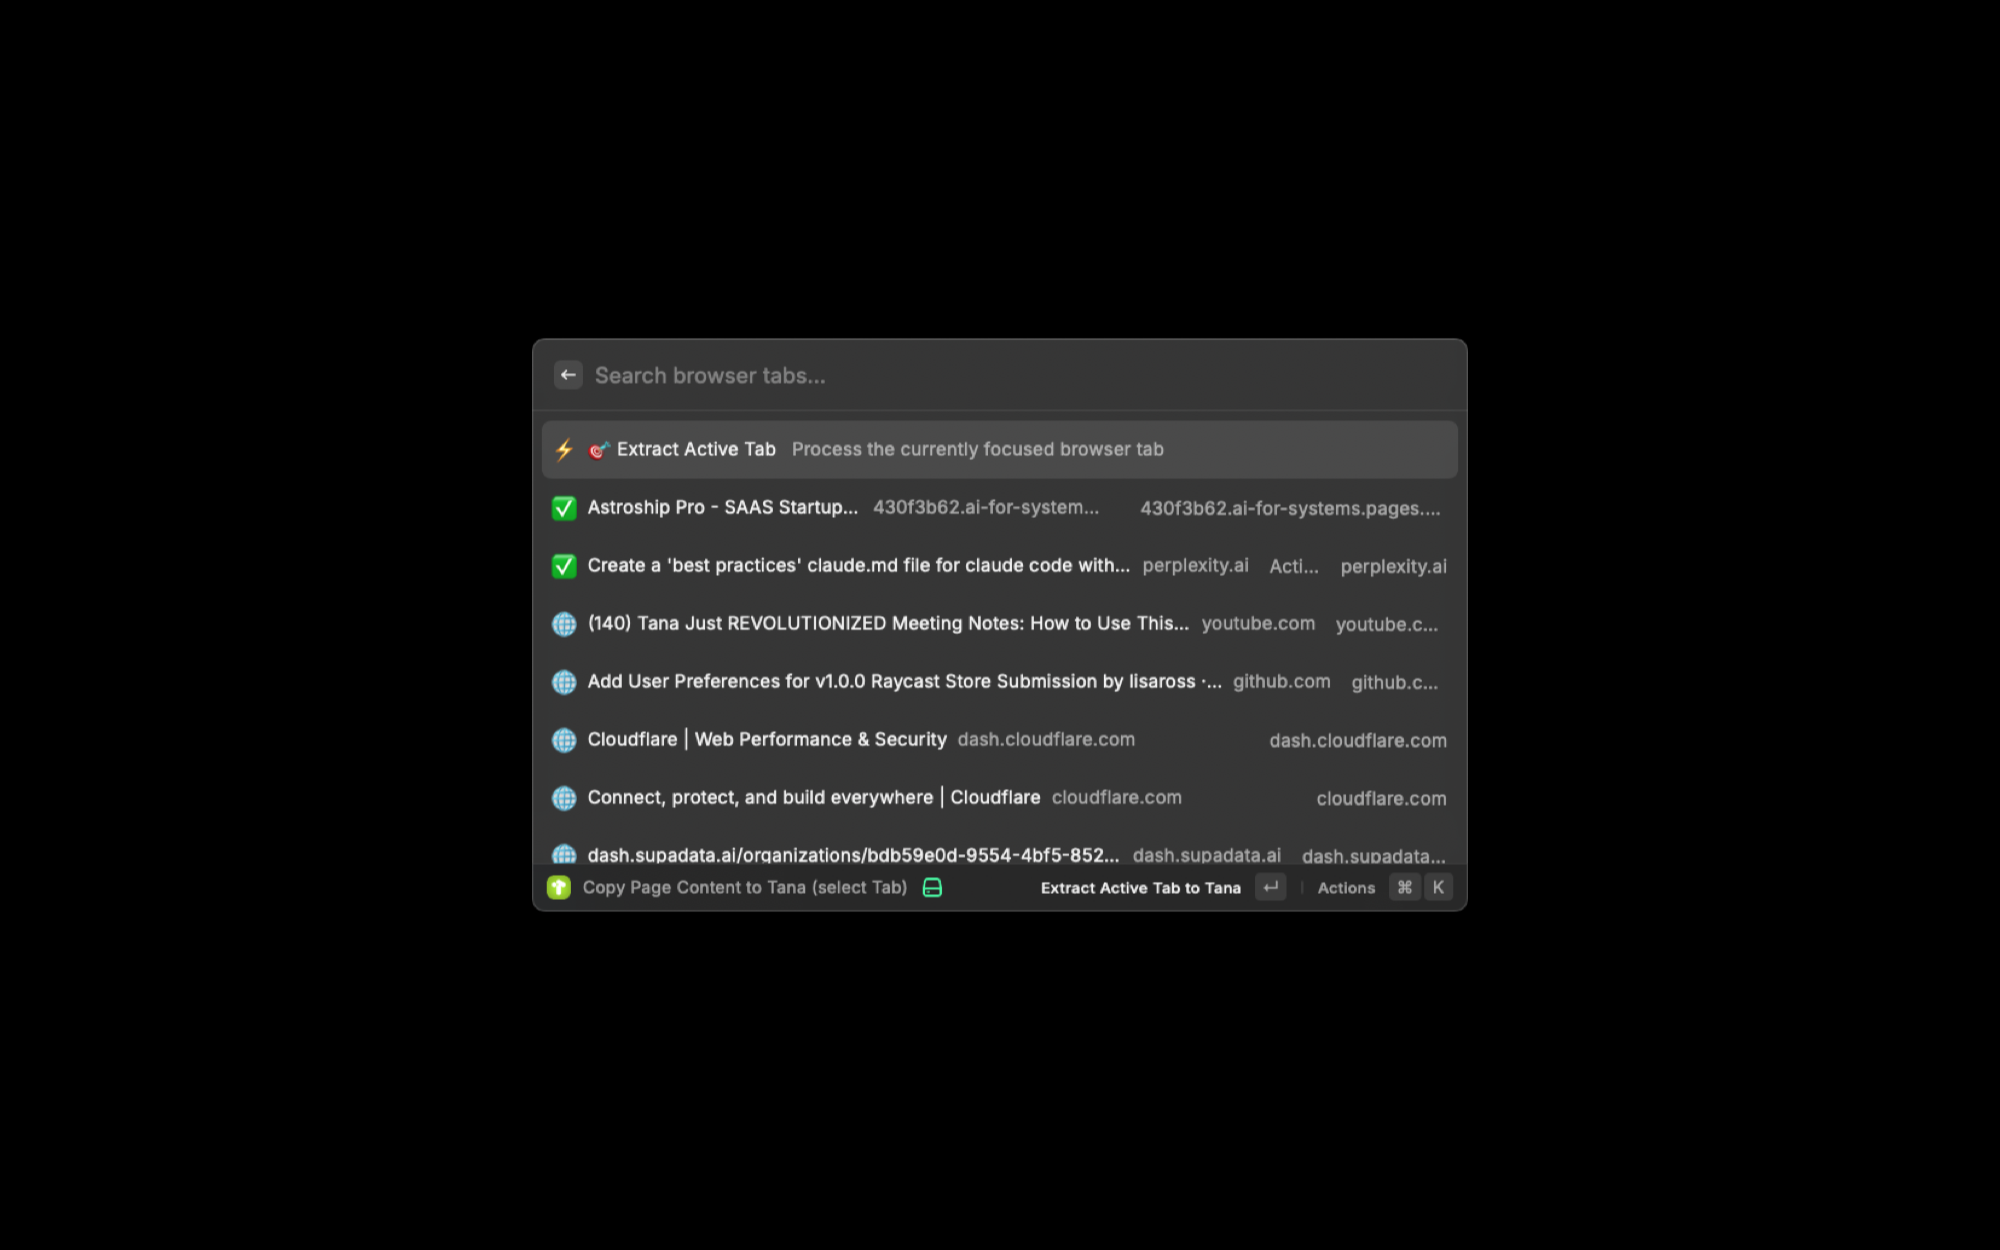 Search browser tabs...
Extract Active Tab Process the currently focused browser tab
Astroship Pro - SAAS Startup... 430f3b62.ai-for-system... 430f3b62.ai-for-systems.pages....
Create a 'best practices' claude.md file for claude code with... perplexity.ai Acti... perplexity.ai
(140) Tana Just REVOLUTIONIZED Meeting Notes: How to Use This... youtube.com youtube.c...
Add User Preferences for v1.0.0 Raycast Store Submission by lisaross ·... github.com github.c...
Cloudflare | Web Performance & Security dash.cloudflare.com dash.cloudflare.com
Connect, protect, and build everywhere | Cloudflare cloudflare.com cloudflare.com
dash.supadata.ai/organizations/bdb59e0d-9554-4bf5-852... dash.supadata.ai dash.supadata...
Copy Page Content to Tana (select Tab) Extract Active Tab to Tana ↵ Actions ⌘ K